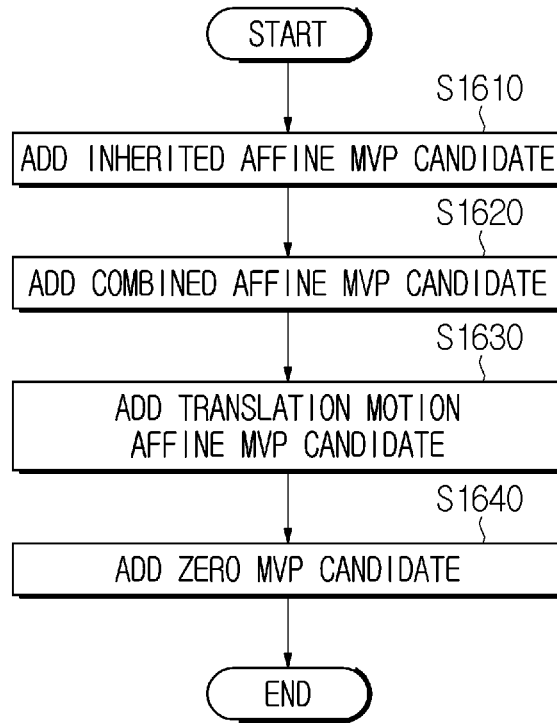 START
S1610
ADD INHERITED AFFINE MVP CANDIDATE
S1620
ADD COMBINED AFFINE MVP CANDIDATE
S1630
ADD TRANSLATION MOTION
AFFINE MVP CANDIDATE
S1640
ADD ZERO MVP CANDIDATE
END